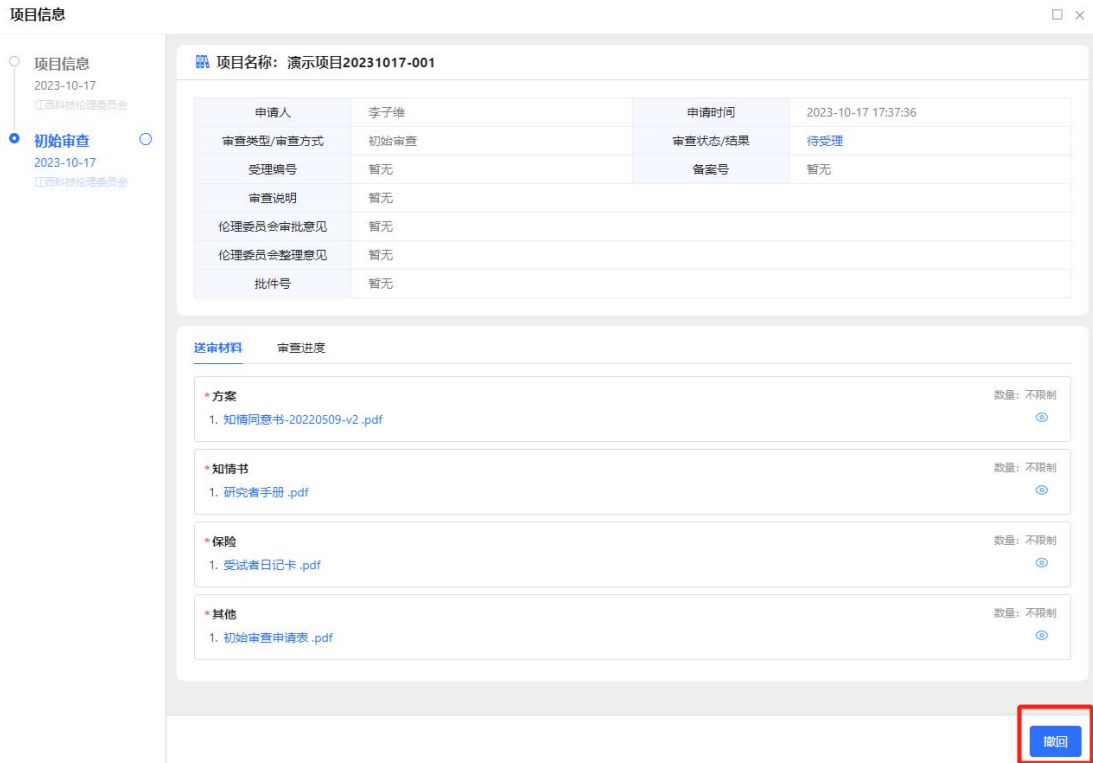 项目信息
项目信息
2023-10-17
江西科技伦理委员会
初始审查
2023-10-17
江西科技伦理委员会
项目名称：演示项目20231017-001
申请人 李子维 申请时间 2023-10-17 17:37:36
审查类型/审查方式 初始审查 审查状态/结果 待受理
受理编号 暂无 备案号 暂无
审查说明 暂无
伦理委员会审批意见 暂无
伦理委员会整理意见 暂无
批件号 暂无
送审材料 审查进度
*方案 数量：不限制
1. 知情同意书-20220509-v2 .pdf
*知情书 数量：不限制
1. 研究者手册 .pdf
*保险 数量：不限制
1. 受试者日记卡 .pdf
*其他 数量：不限制
1. 初始审查申请表 .pdf
撤回